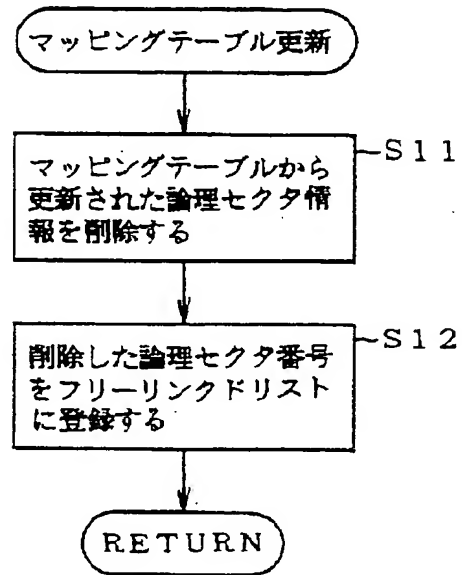 マッピングテーブル更新
マッピングテーブルから
更新された論理セクタ情
報を削除する
~S11
削除した論理セクタ番号
をフリーリンクドリスト
に登録する
~S12
RETURN